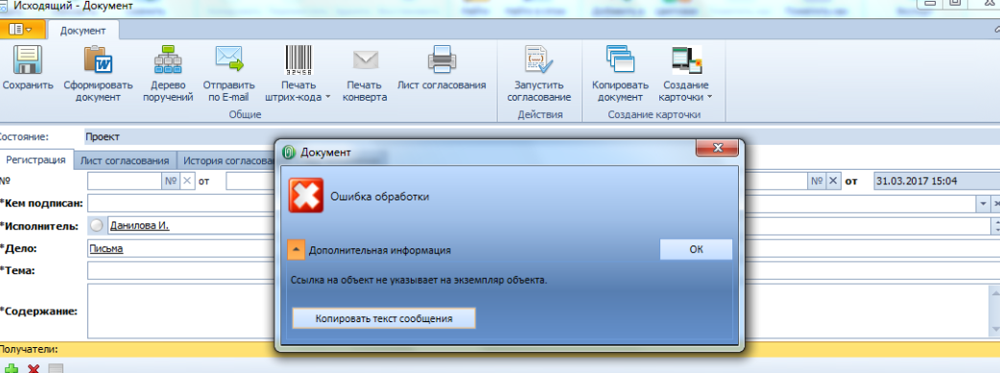 Исходящий - Документ
Документ
Сохранить
Сформировать документ
Дерево поручений
Отправить по E-mail
Печать штрих-кода
Печать конверта
Лист согласования
Запустить согласование
Копировать документ
Создание карточки
Общие
Действия
Создание карточки
Состояние: Проект
Регистрация Лист согласования История согласова
№ № от № от 31.03.2017 15:04
*Кем подписан:
*Исполнитель: Данилова И.
*Дело: Письма
*Тема:
*Содержание:
Получатели:
Документ
Ошибка обработки
Дополнительная информация
ОК
Ссылка на объект не указывает на экземпляр объекта.
Копировать текст сообщения